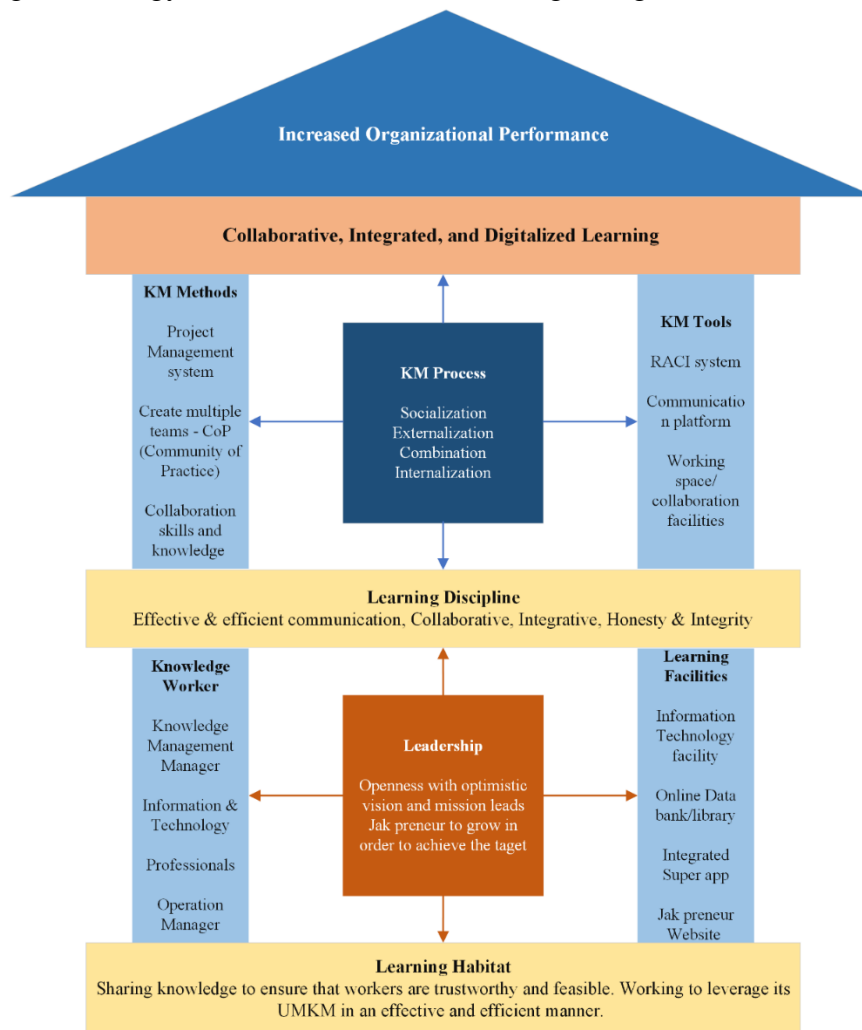 Increased Organizational Performance
Collaborative, Integrated, and Digitalized Learning
KM Methods
Project
Management
system
Create multiple
teams - CoP
(Community of
Practice)
Collaboration
skills and
knowledge
KM Process
Socialization
Externalization
Combination
Internalization
KM Tools
RACI system
Communicatio
n platform
Working
space/
collaboration
facilities
Learning Discipline
Effective & efficient communication, Collaborative, Integrative, Honesty & Integrity
Knowledge
Worker
Knowledge
Management
Manager
Information &
Technology
Professionals
Operation
Manager
Leadership
Openness with optimistic
vision and mission leads
Jak preneur to grow in
order to achieve the taget
Learning
Facilities
Information
Technology
facility
Online Data
bank/library
Integrated
Super app
Jak preneur
Website
Learning Habitat
Sharing knowledge to ensure that workers are trustworthy and feasible. Working to leverage its
UMKM in an effective and efficient manner.